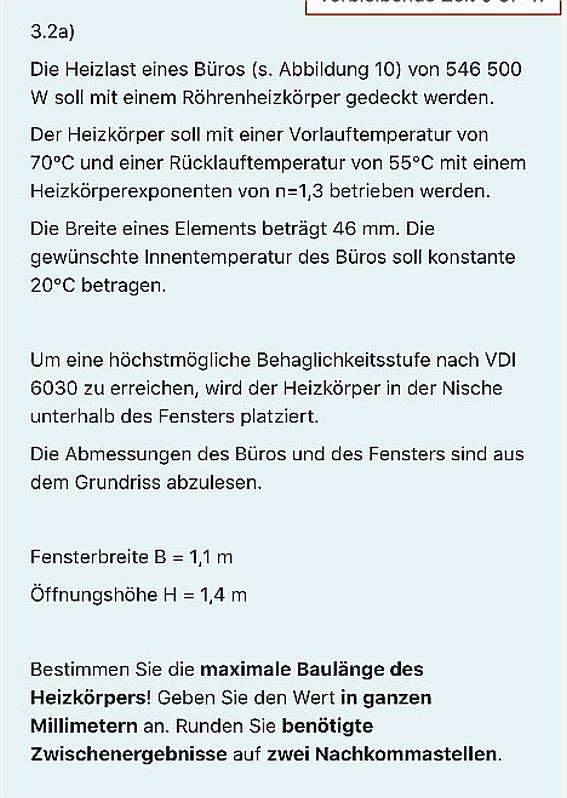 3.2a)
Die Heizlast eines Büros (s. Abbildung 10) von 546 500
W soll mit einem Röhrenheizkörper gedeckt werden.
Der Heizkörper soll mit einer Vorlauftemperatur von
70°C und einer Rücklauftemperatur von 55°C mit einem
Heizkörperexponenten von n=1,3 betrieben werden.
Die Breite eines Elements beträgt 46 mm. Die
gewünschte Innentemperatur des Büros soll konstante
20°C betragen.
Um eine höchstmögliche Behaglichkeitsstufe nach VDI
6030 zu erreichen, wird der Heizkörper in der Nische
unterhalb des Fensters platziert.
Die Abmessungen des Büros und des Fensters sind aus
dem Grundriss abzulesen.
Fensterbreite B = 1,1 m
Öffnungshöhe H = 1,4 m
Bestimmen Sie die maximale Baulänge des
Heizkörpers! Geben Sie den Wert in ganzen
Millimetern an. Runden Sie benötigte
Zwischenergebnisse auf zwei Nachkommastellen.